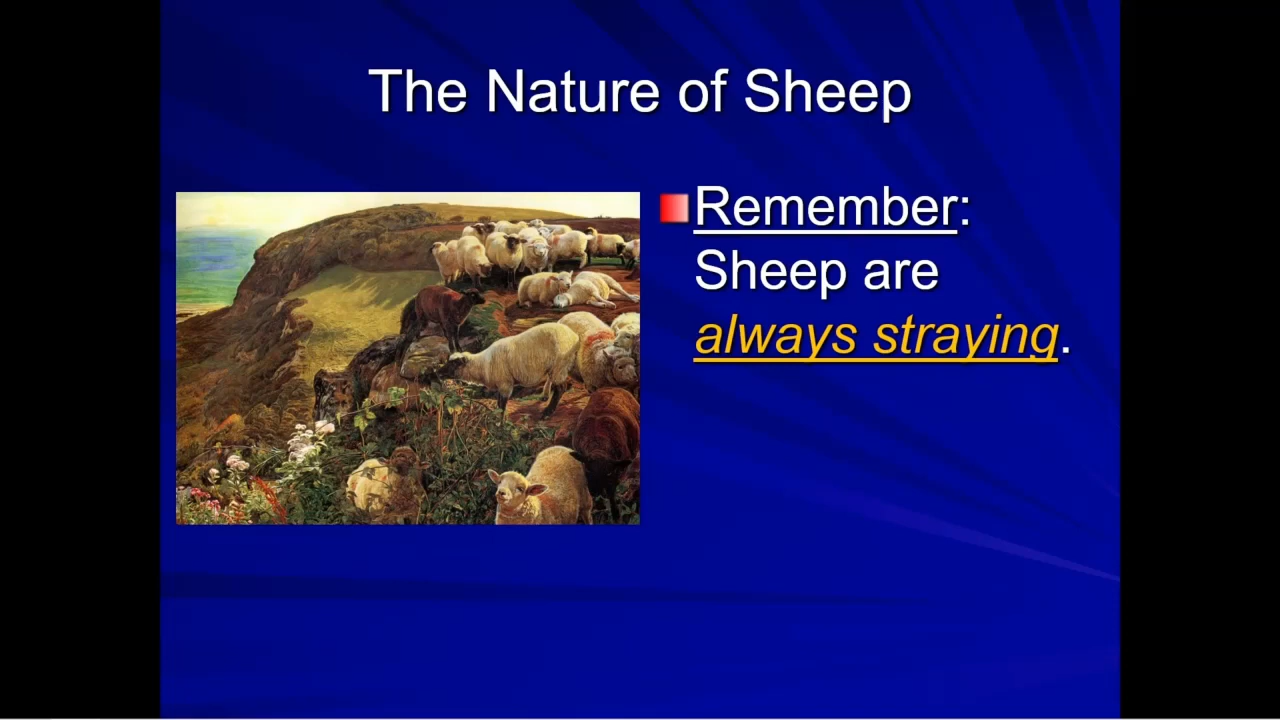 The Nature of Sheep
Remember:
Sheep are
always straying.